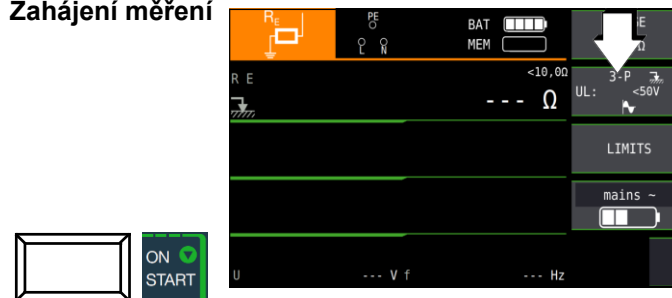 Zahájení měření
RE
PE
L N
BAT
MEM
Ω
R E
<10,0Ω
--- Ω
3-P
UL: <50V
LIMITS
mains ~
ON
START
U --- V f --- Hz